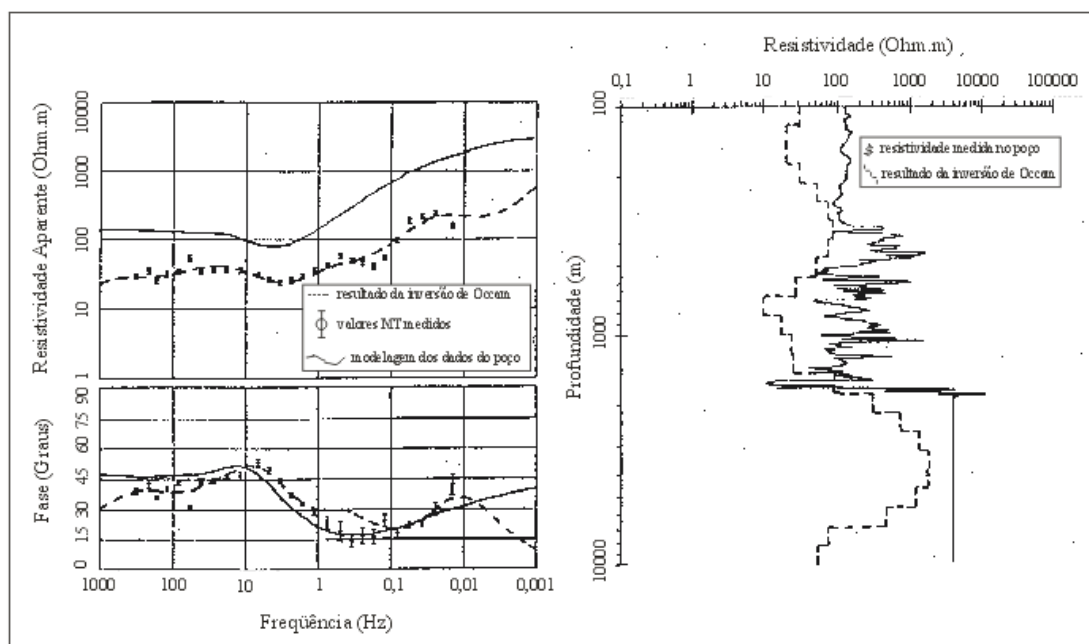 Resistividade Aparente (Ohm.m)
10000
1000
100
10
1
resultado da inversão de Occam
valores MT medidos
modelagem dos dados do poço
Fase (Graus)
90
75
60
45
30
15
0
1000
100
10
1
0,1
0,01
0,001
Freqüência (Hz)
Resistividade (Ohm.m)
0,1
1
10
100
1000
10000
100000
Profundidade (m)
100
1000
10000
resistividade medida no poço
resultado da inversão de Occam